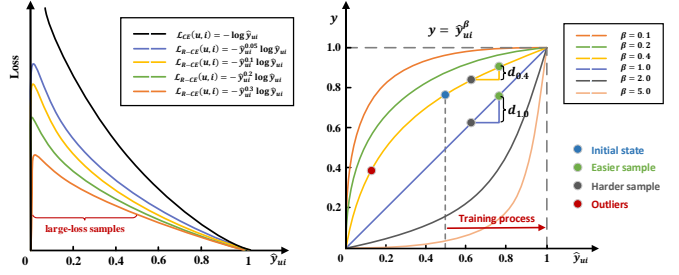 Loss
ℒ_CE(u, i) = − log ŷ_ui
ℒ_R−CE(u, i) = − ŷ_ui^0.05 log ŷ_ui
ℒ_R−CE(u, i) = − ŷ_ui^0.1 log ŷ_ui
ℒ_R−CE(u, i) = − ŷ_ui^0.2 log ŷ_ui
ℒ_R−CE(u, i) = − ŷ_ui^0.3 log ŷ_ui
large-loss samples
0 0.2 0.4 0.6 0.8 1 ŷ_ui
y
y = ŷ_ui^β
1.0
0.8
0.6
0.4
0.2
d_0.4
d_1.0
Training process
0 0.2 0.4 0.6 0.8 1.0 ŷ_ui
β = 0.1
β = 0.2
β = 0.4
β = 1.0
β = 2.0
β = 5.0
Initial state
Easier sample
Harder sample
Outliers